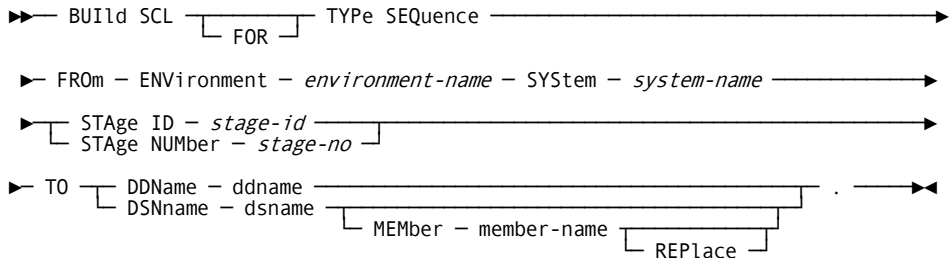 BUIld SCL TYPe SEQuence
FOR
FROm — ENVironment — environment-name — SYStem — system-name
STAge ID — stage-id
STAge NUMber — stage-no
TO DDName — ddname .
DSNname — dsname
MEMber — member-name
REPlace